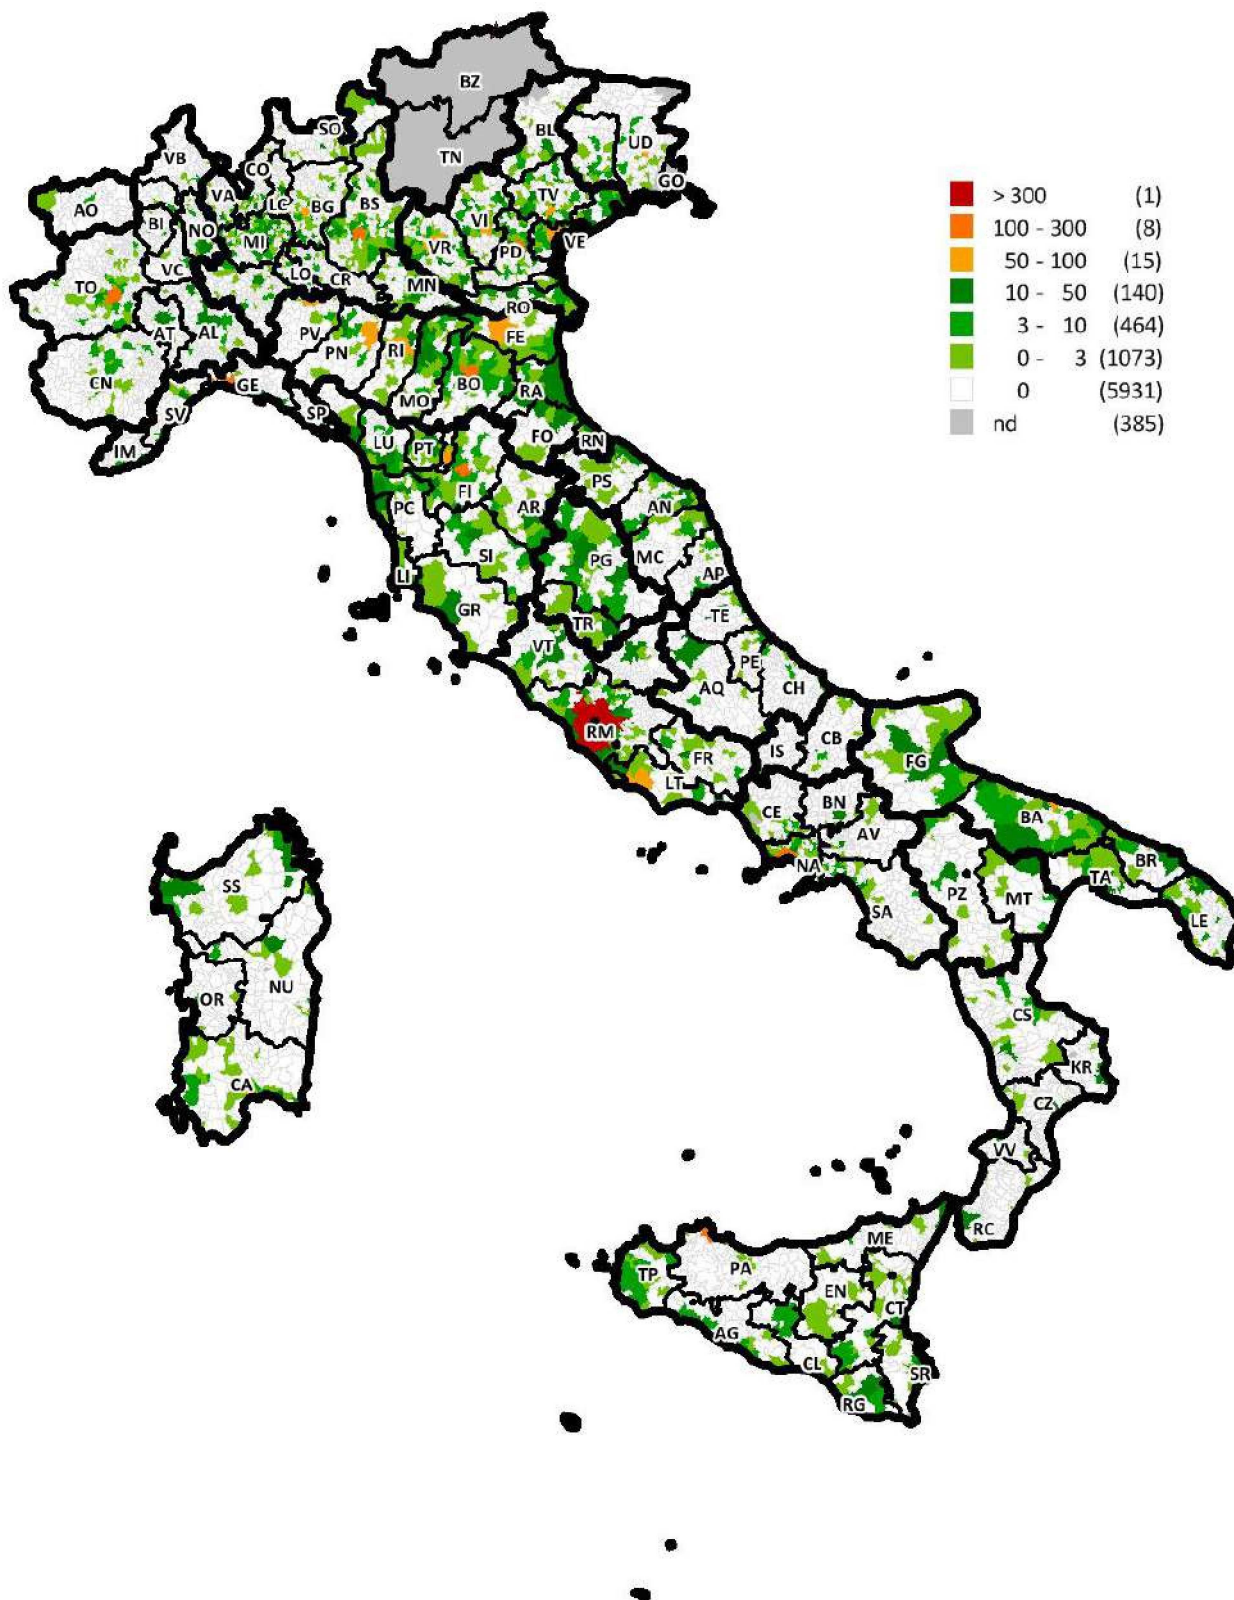 BZ
SO
BL
UD
VB
CO
TN
GO
VA
LC
BG
BS
TV
AO
BI
NO
MI
VI
VR
PD
VE
TO
VC
LO
CR
MN
RO
AT
AL
PV
PN
RI
FE
CN
GE
BO
RA
MO
SV
SP
IM
LU
PT
FO
RN
FI
PS
PC
AR
AN
SI
PG
MC
LI
AP
GR
TE
TR
VT
PE
AQ
CH
RM
CB
IS
FR
FG
LT
CE
BN
BA
AV
NA
BR
TA
SS
PZ
MT
SA
LE
NU
OR
CS
CA
KR
CZ
VV
RC
ME
PA
TP
EN
CT
AG
CL
SR
RG
> 300 (1)
100 - 300 (8)
50 - 100 (15)
10 - 50 (140)
3 - 10 (464)
0 - 3 (1073)
0 (5931)
nd (385)